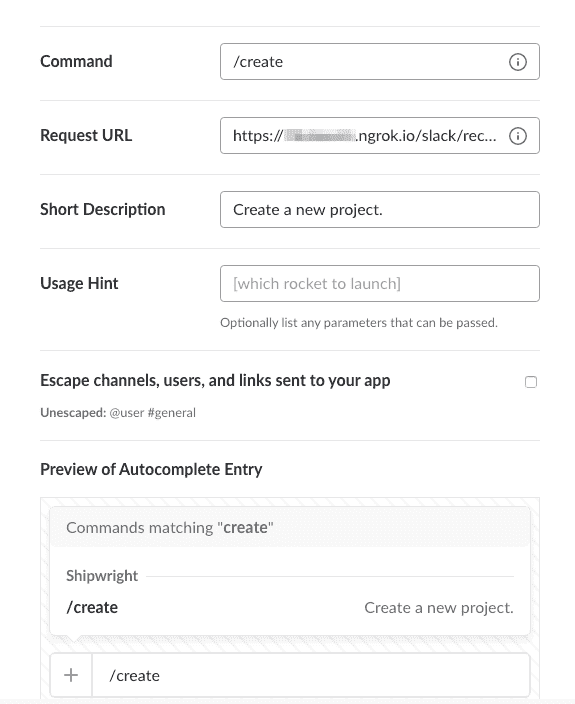 Command
/create
Request URL
https:// .ngrok.io/slack/rec...
Short Description
Create a new project.
Usage Hint
[which rocket to launch]
Optionally list any parameters that can be passed.
Escape channels, users, and links sent to your app
Unescaped: @user #general
Preview of Autocomplete Entry
Commands matching "create"
Shipwright
/create Create a new project.
/create